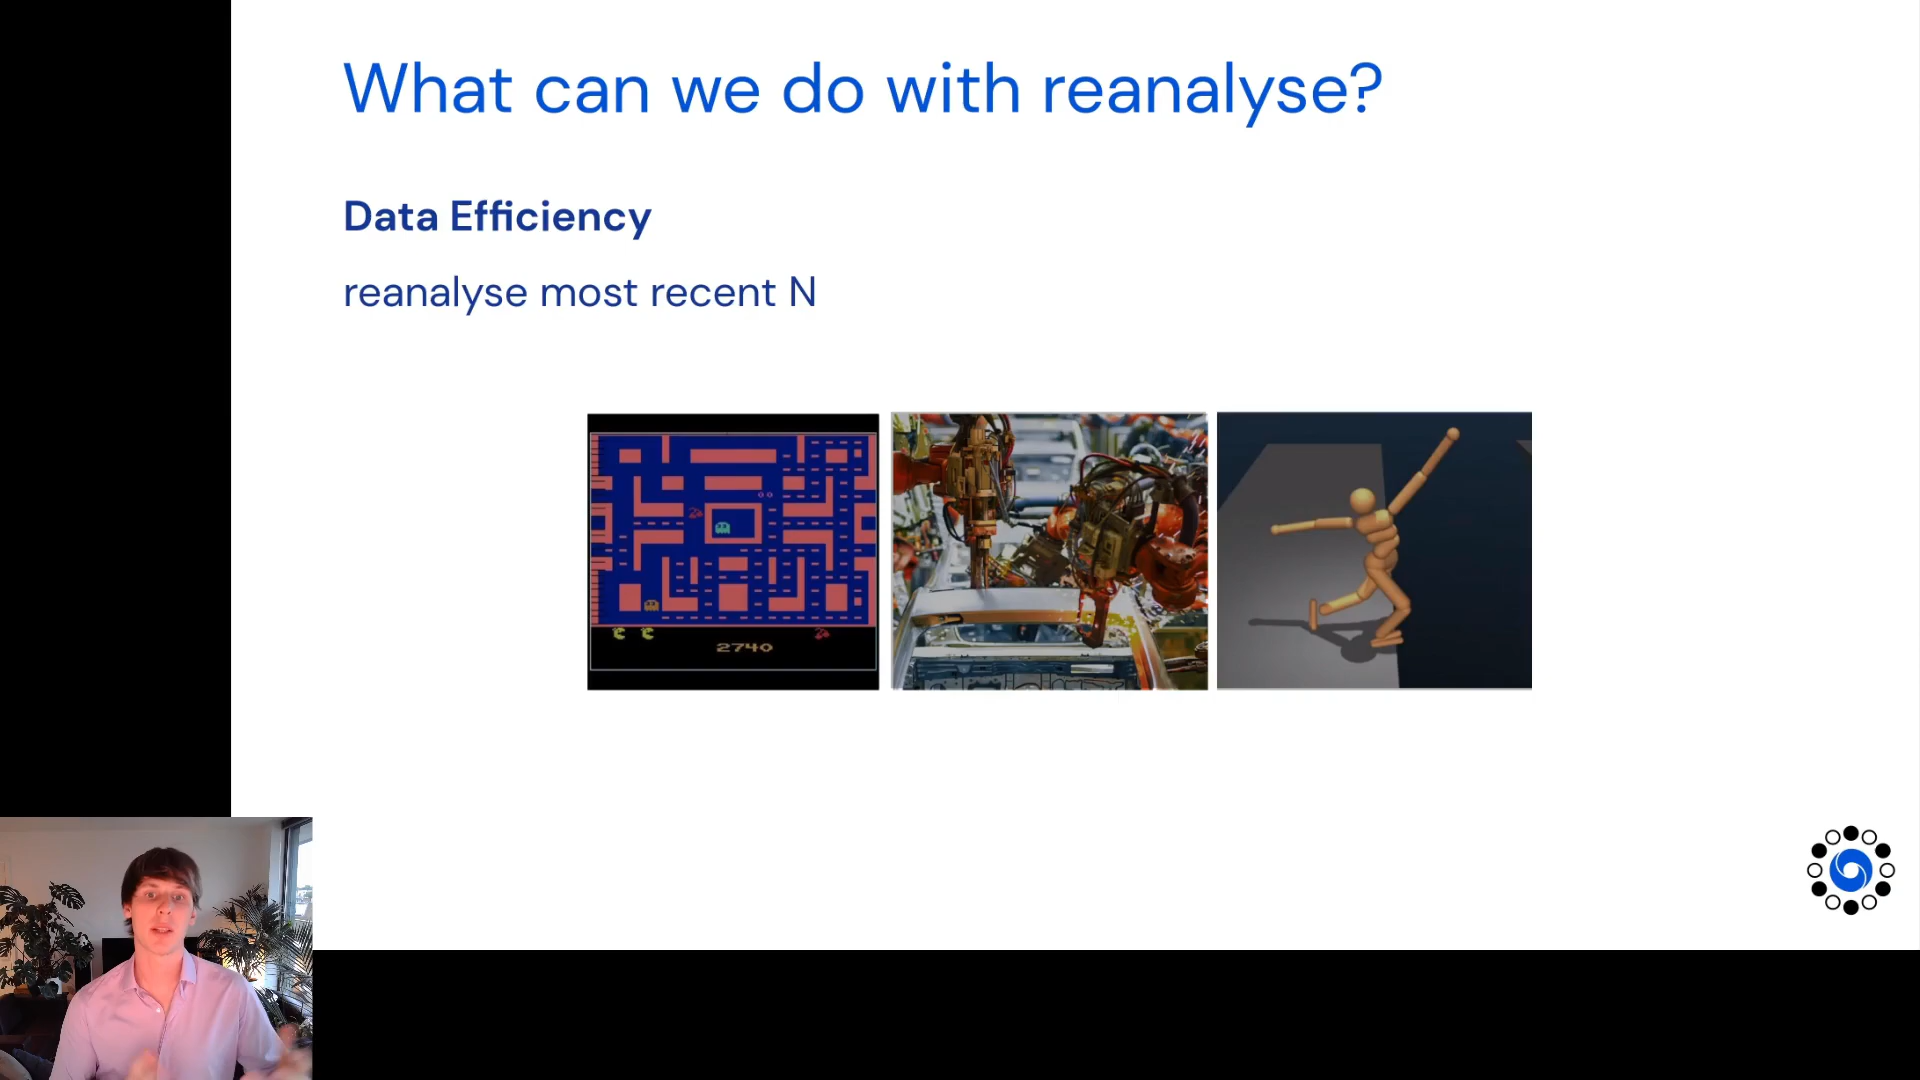 What can we do with reanalyse?
Data Efficiency
reanalyse most recent N
2740